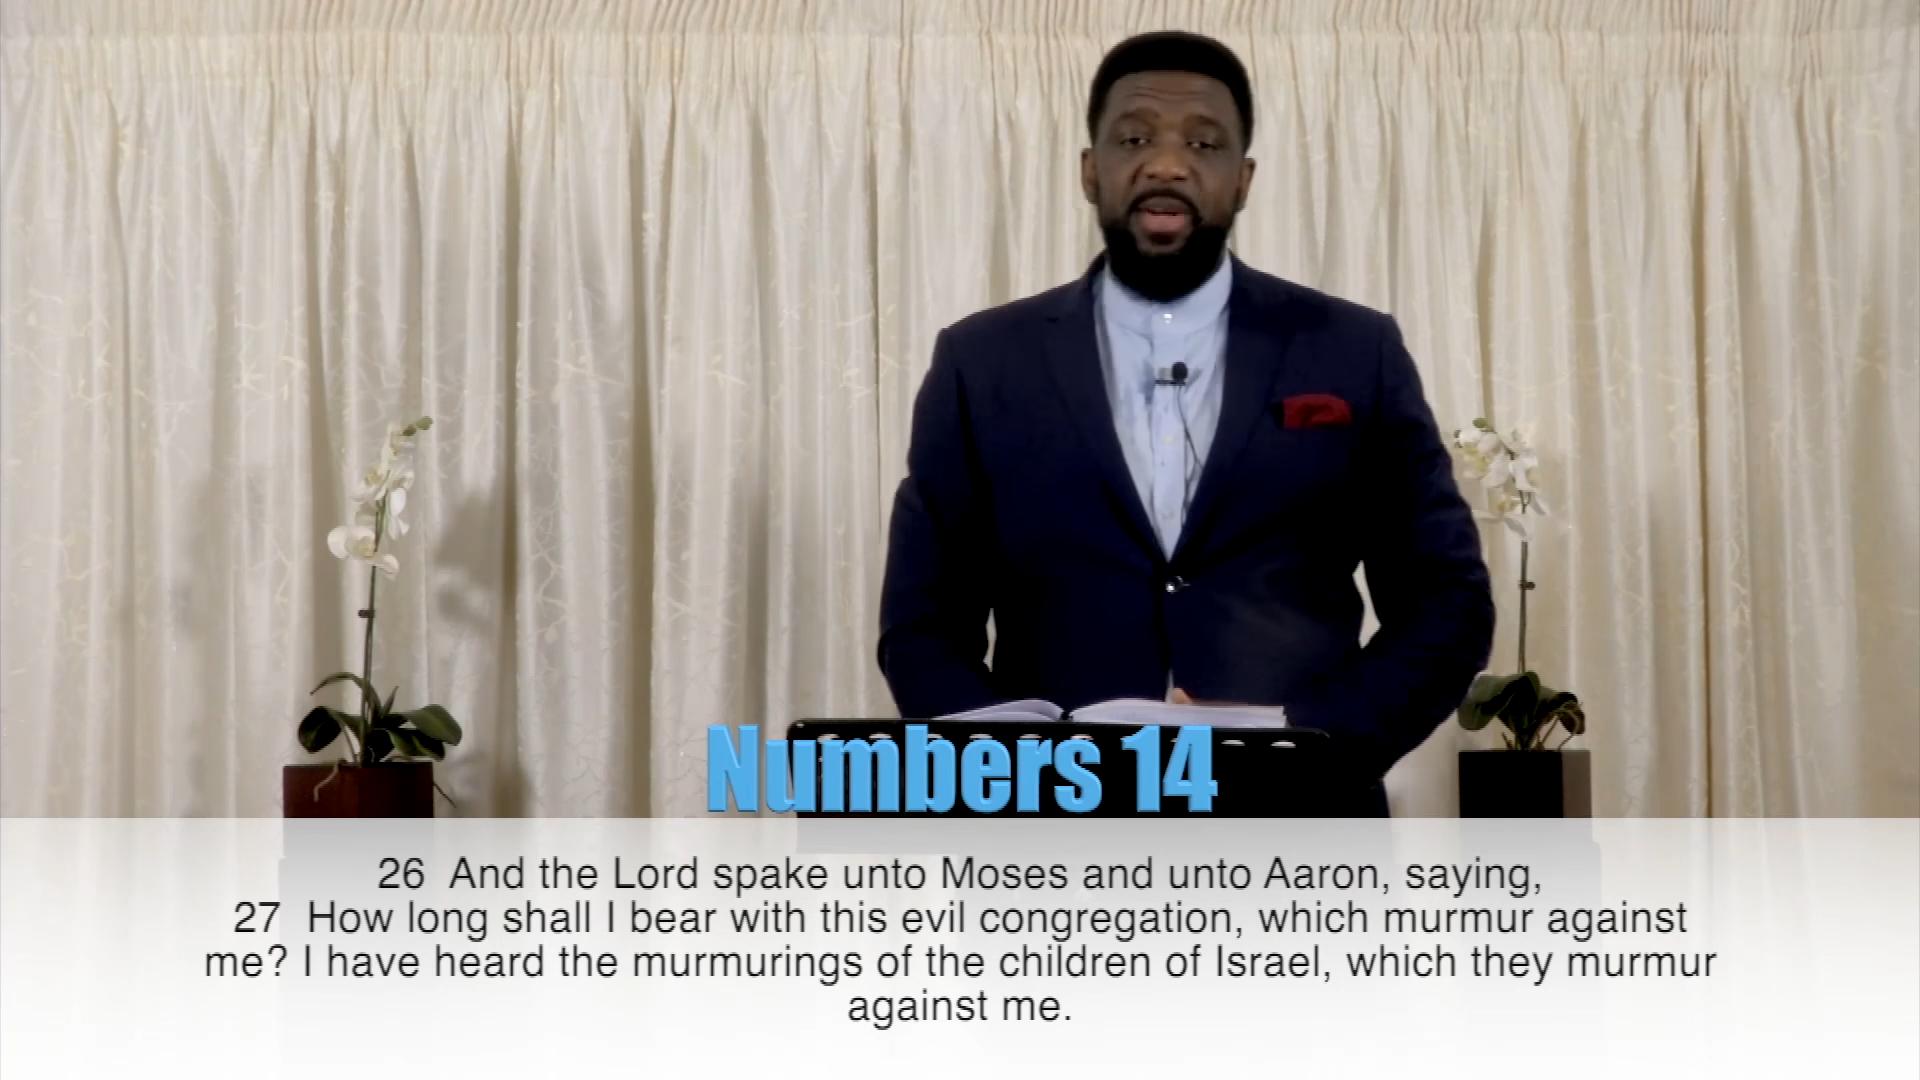 Numbers 14
26 And the Lord spake unto Moses and unto Aaron, saying,
27 How long shall I bear with this evil congregation, which murmur against
me? I have heard the murmurings of the children of Israel, which they murmur
against me.